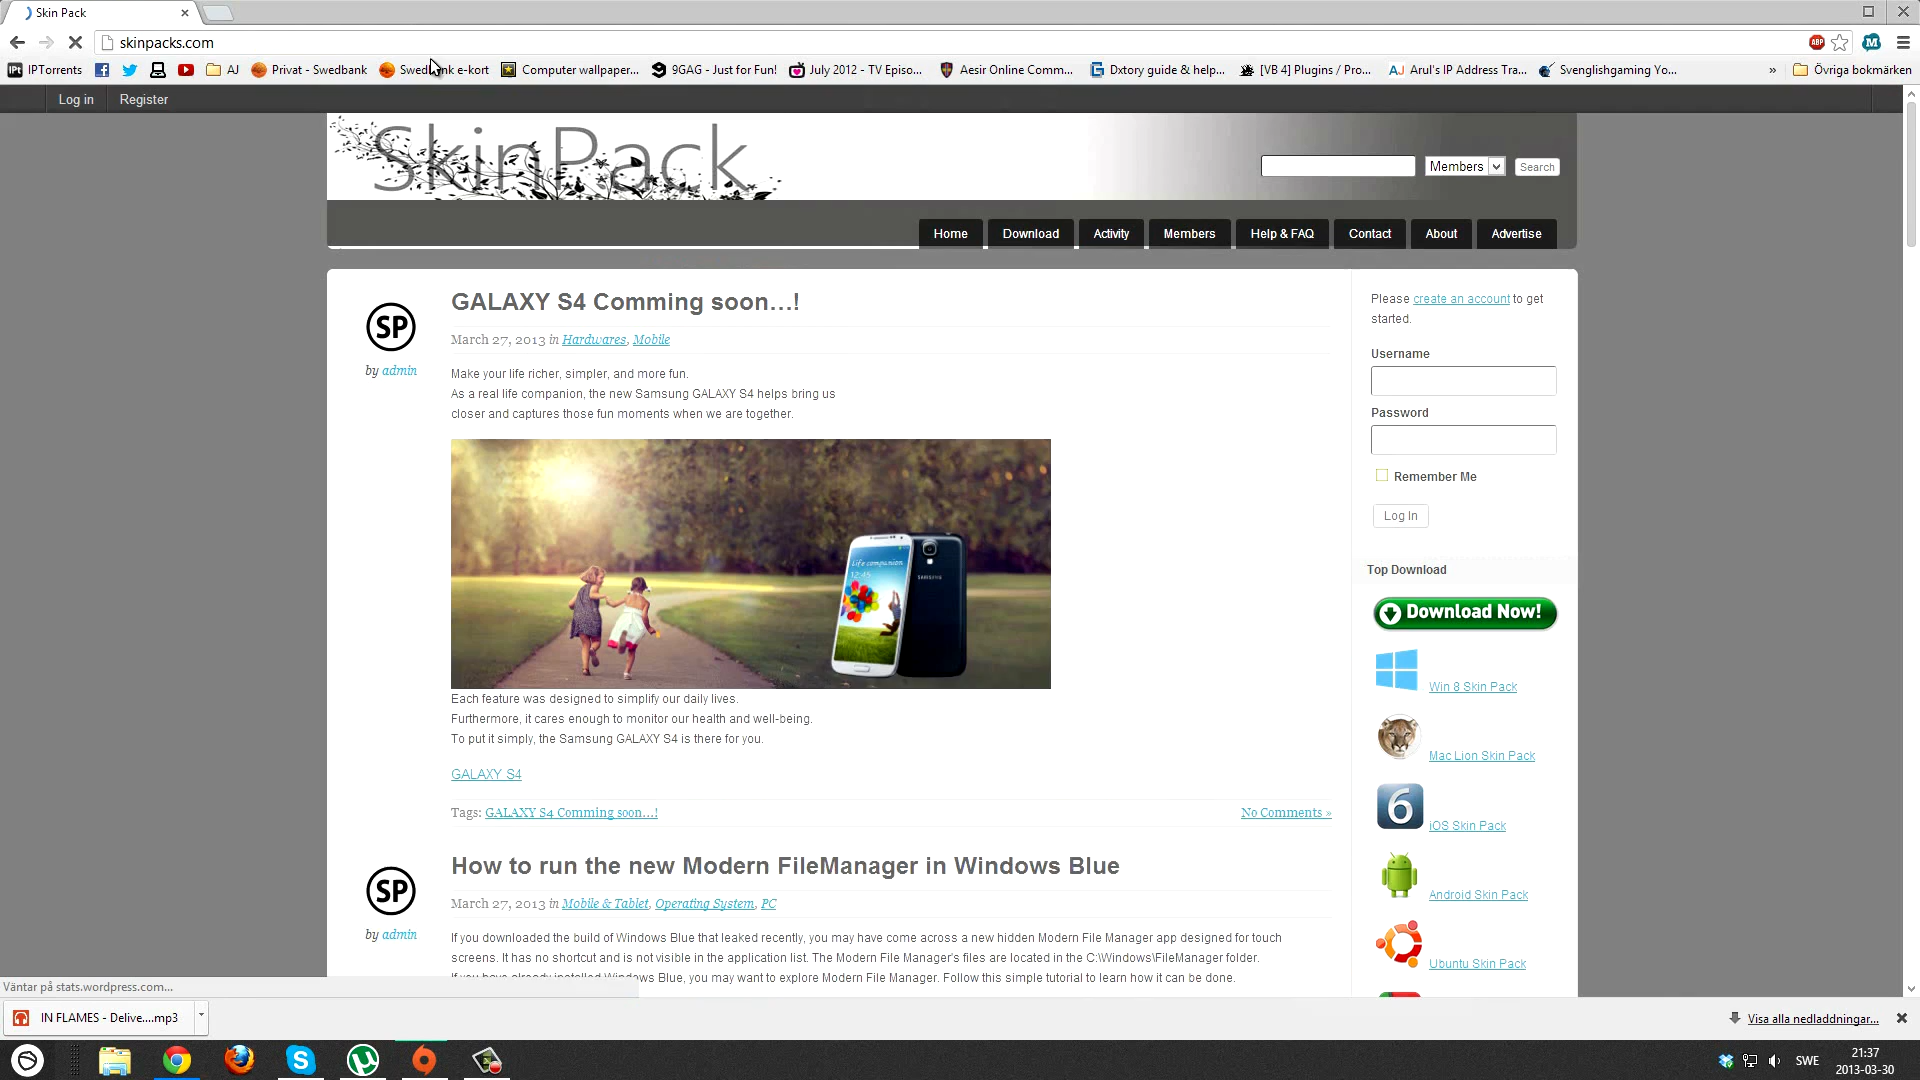 Skin Pack
skinpacks.com
ABP
IPTorrents
AJ
Privat - Swedbank
Swedbank e-kort
Computer wallpaper...
9GAG - Just for Fun!
July 2012 - TV Episo...
Aesir Online Comm...
Dxtory guide & help...
[VB 4] Plugins / Pro...
Arul's IP Address Tra...
Svenglishgaming Yo...
»
Övriga bokmärken
Log in
Register
SkinPack
Members
Search
Home
Download
Activity
Members
Help & FAQ
Contact
About
Advertise
GALAXY S4 Comming soon…!
SP
by admin
March 27, 2013 in Hardwares, Mobile
Make your life richer, simpler, and more fun.
As a real life companion, the new Samsung GALAXY S4 helps bring us
closer and captures those fun moments when we are together.
Life companion
12:45
SAMSUNG
Each feature was designed to simplify our daily lives.
Furthermore, it cares enough to monitor our health and well-being.
To put it simply, the Samsung GALAXY S4 is there for you.
GALAXY S4
Tags: GALAXY S4 Comming soon…!
No Comments »
How to run the new Modern FileManager in Windows Blue
SP
by admin
March 27, 2013 in Mobile & Tablet, Operating System, PC
If you downloaded the build of Windows Blue that leaked recently, you may have come across a new hidden Modern File Manager app designed for touch
screens. It has no shortcut and is not visible in the application list. The Modern File Manager's files are located in the C:\Windows\FileManager folder.
If you have already installed Windows Blue, you may want to explore Modern File Manager. Follow this simple tutorial to learn how it can be done.
Please create an account to get
started.
Username
Password
Remember Me
Log In
Top Download
Download Now!
Win 8 Skin Pack
Mac Lion Skin Pack
6
iOS Skin Pack
Android Skin Pack
Ubuntu Skin Pack
Väntar på stats.wordpress.com...
IN FLAMES - Delive....mp3
Visa alla nedladdningar...
SWE
21:37
2013-03-30